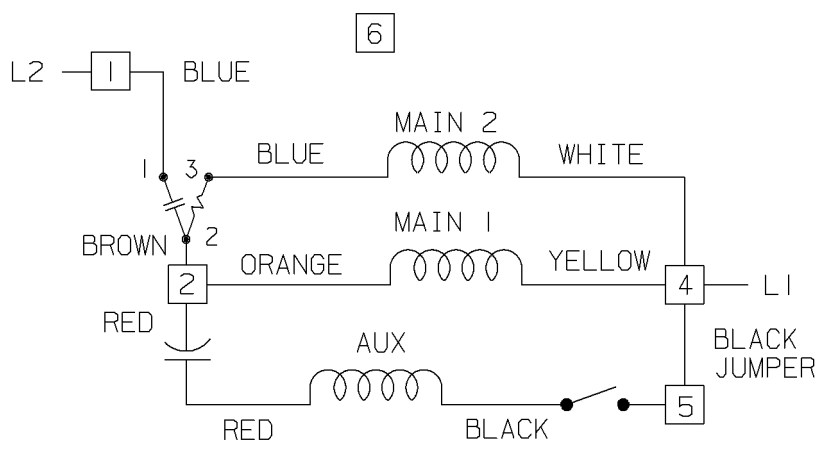 6
L2 1 BLUE
MAIN 2
1 3 BLUE WHITE
MAIN 1
BROWN 2
ORANGE YELLOW
2 4 L1
RED
AUX
BLACK
JUMPER
5
RED BLACK